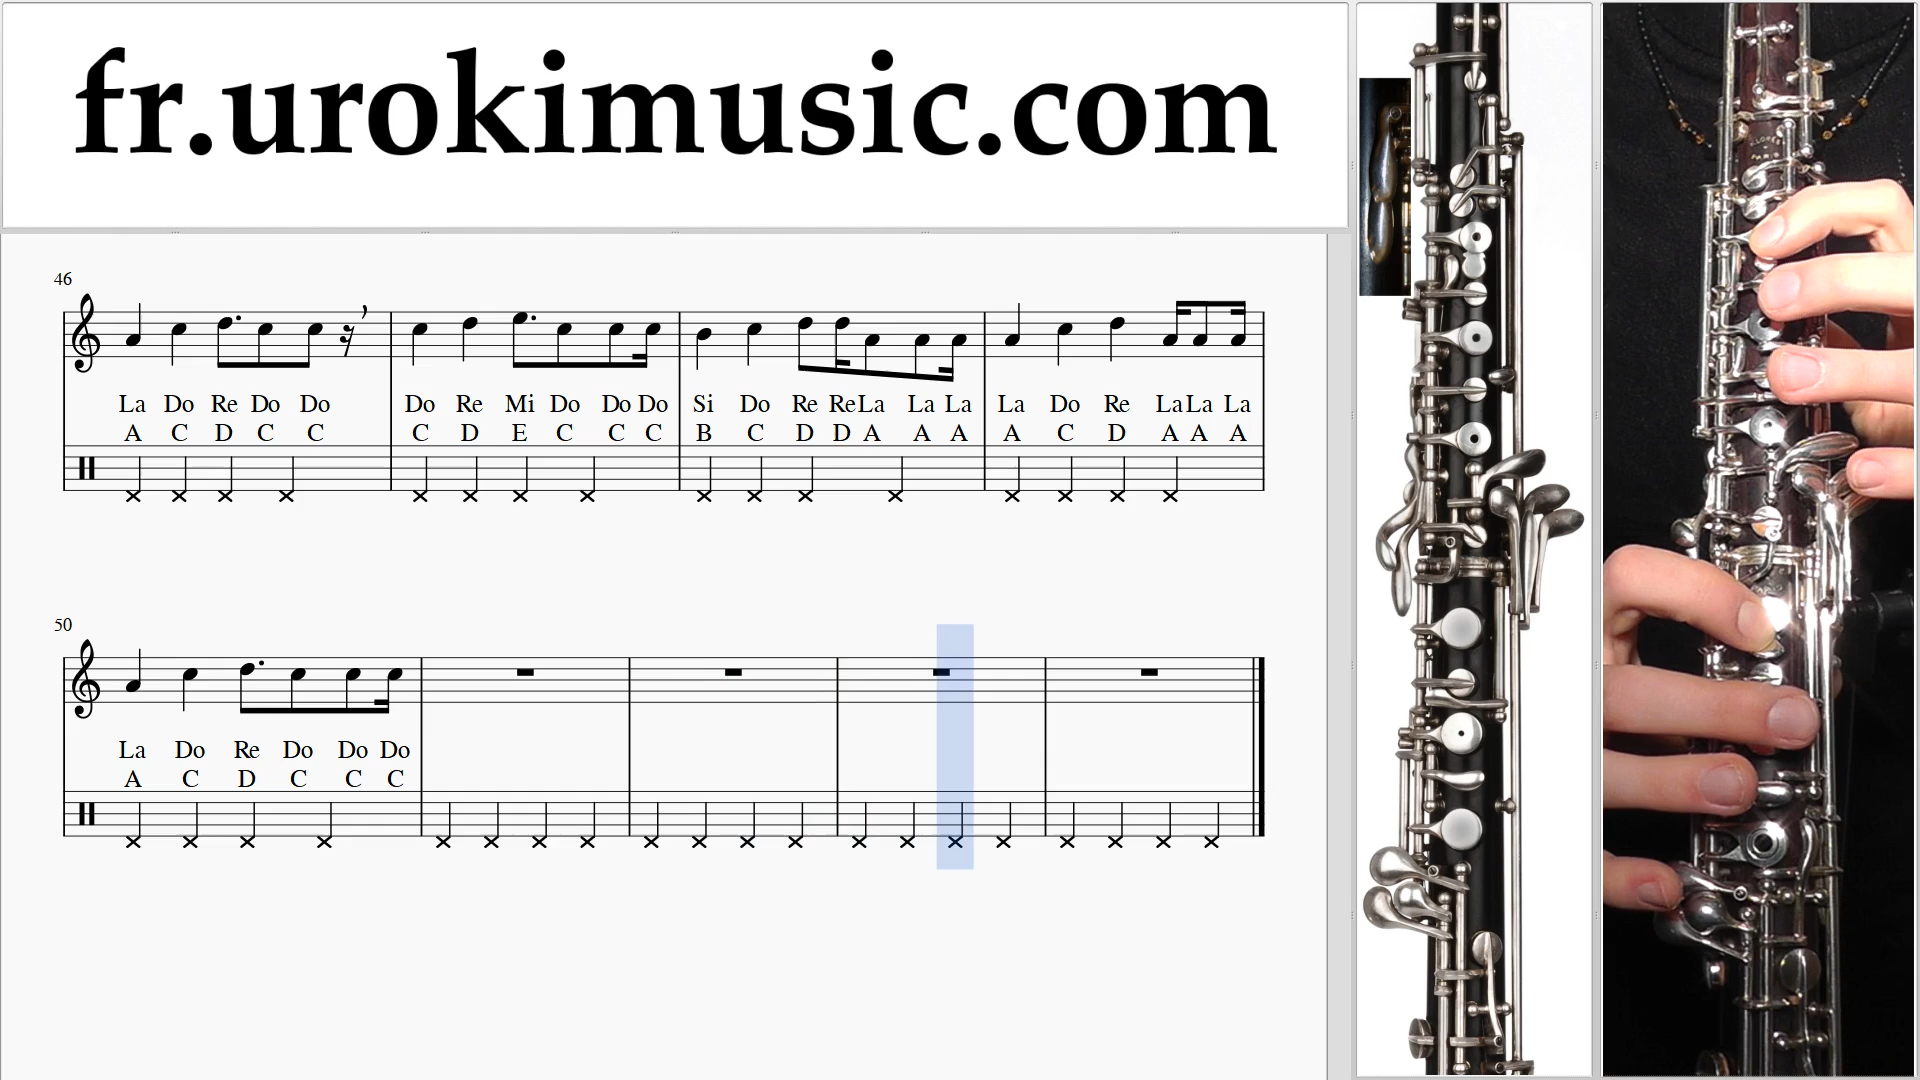 fr.urokimusic.com
46
La Do Re Do Do Do Re Mi Do Do Do Si Do Re Re La La La La Do Re La La La
A C D C C C D E C C C B C D D A A A A C D A A A
50
La Do Re Do Do Do
A C D C C C